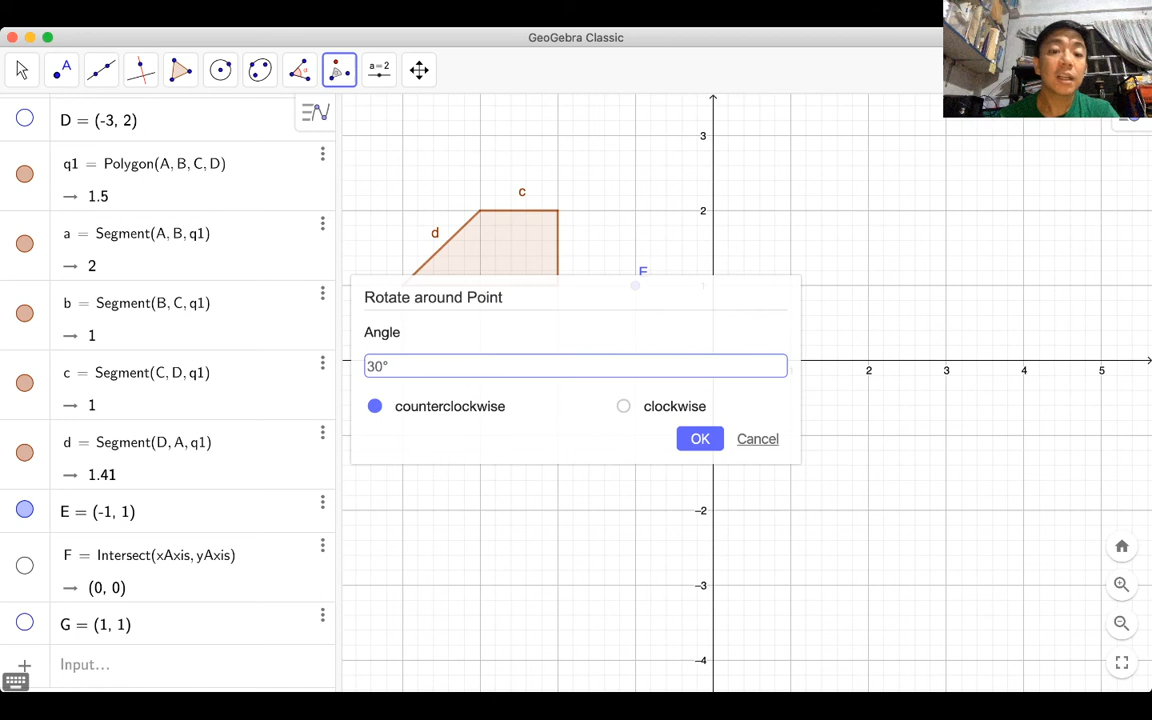 GeoGebra Classic
A
α
a = 2
D = (-3, 2)
q1 = Polygon(A, B, C, D)
→ 1.5
a = Segment(A, B, q1)
→ 2
b = Segment(B, C, q1)
→ 1
c = Segment(C, D, q1)
→ 1
d = Segment(D, A, q1)
→ 1.41
E = (-1, 1)
F = Intersect(xAxis, yAxis)
→ (0, 0)
G = (1, 1)
Input...
3
c
2
d
E
1
Rotate around Point
Angle
30°
counterclockwise
clockwise
OK
Cancel
1 2 3 4 5
−2
−3
−4